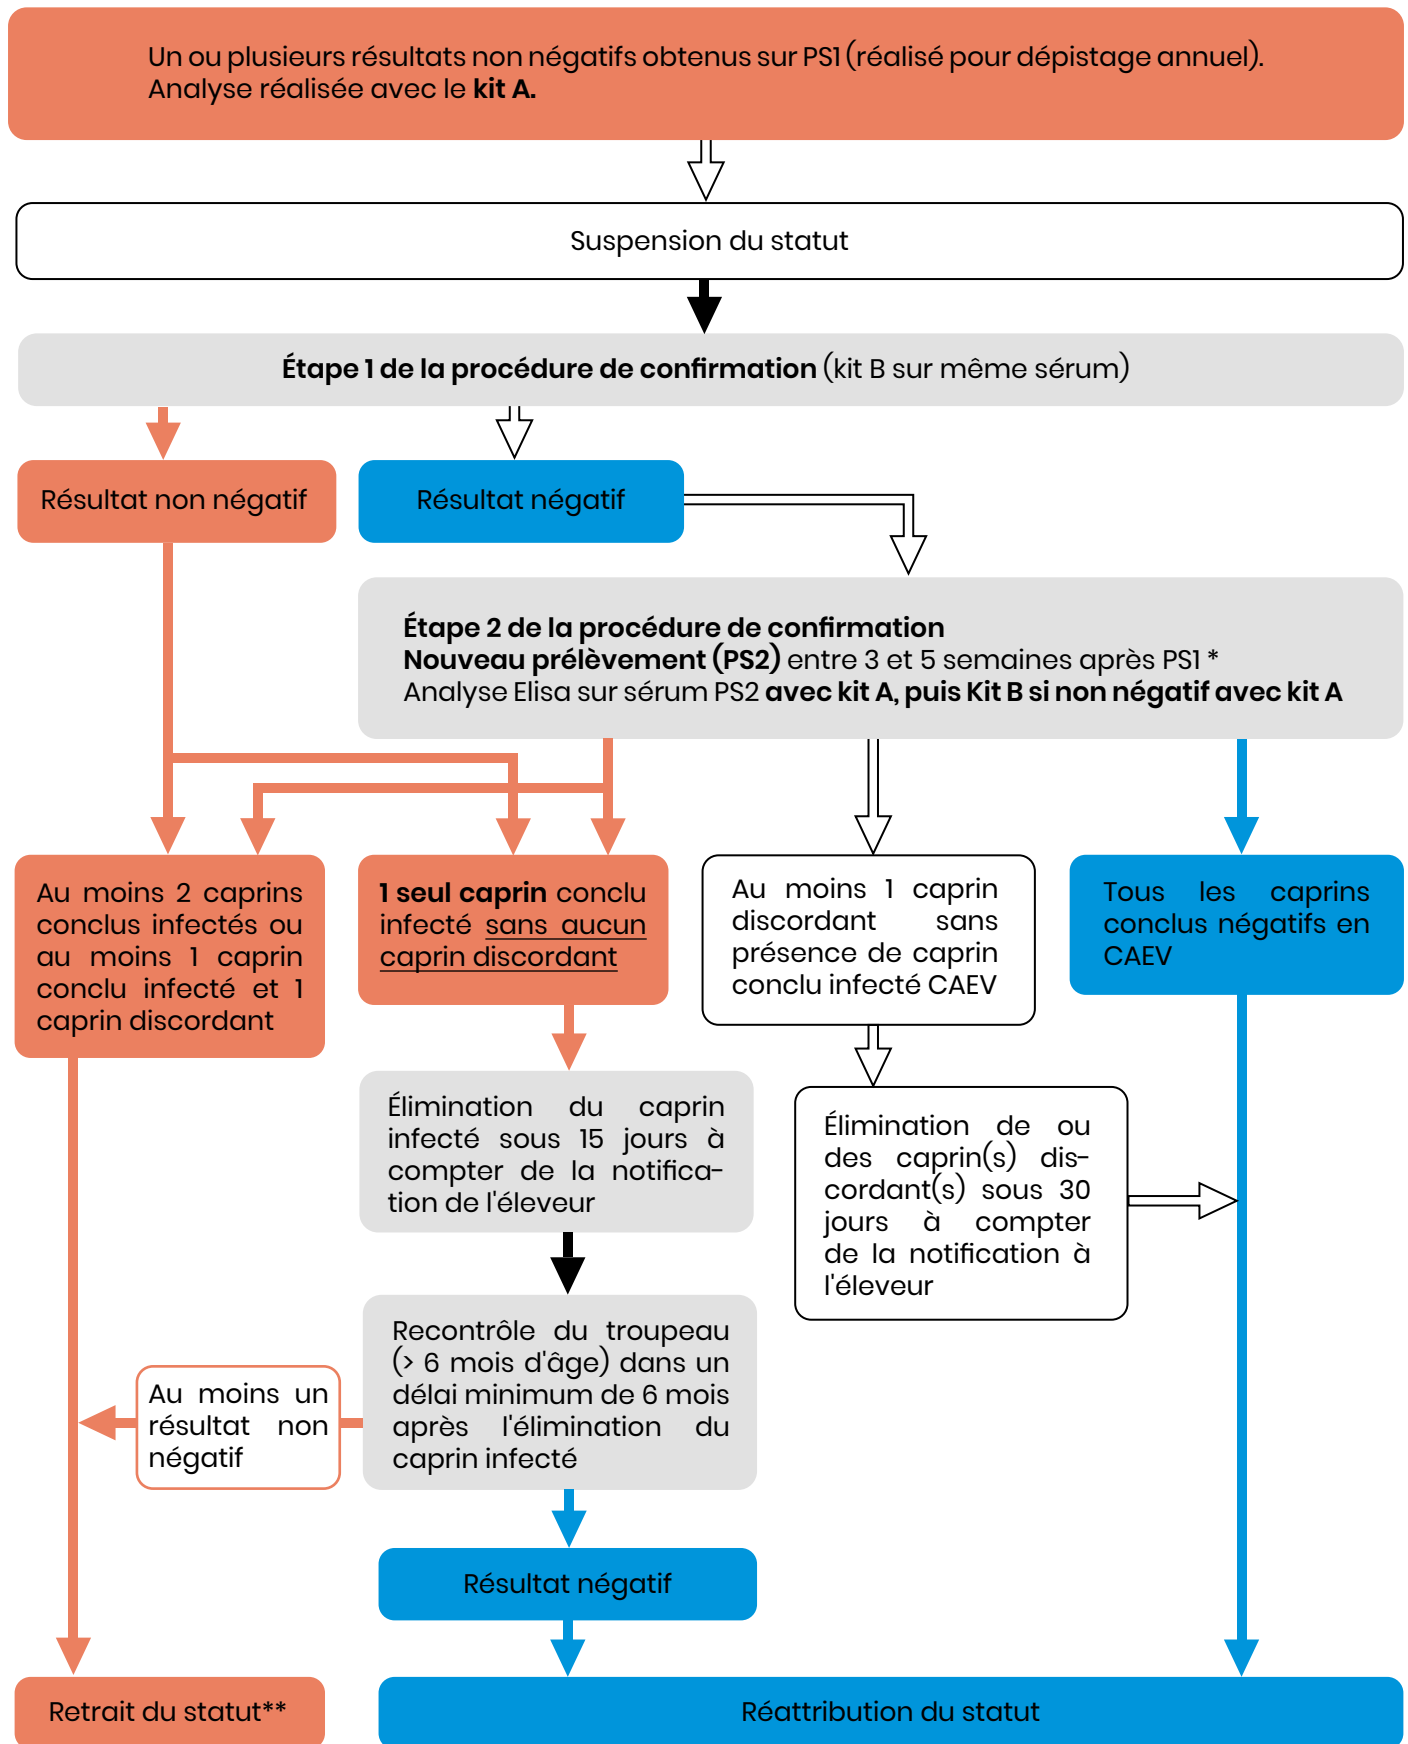 Un ou plusieurs résultats non négatifs obtenus sur PS1 (réalisé pour dépistage annuel).
Analyse réalisée avec le kit A.
Suspension du statut
Étape 1 de la procédure de confirmation (kit B sur même sérum)
Résultat non négatif
Résultat négatif
Étape 2 de la procédure de confirmation
Nouveau prélèvement (PS2) entre 3 et 5 semaines après PS1 *
Analyse Elisa sur sérum PS2 avec kit A, puis Kit B si non négatif avec kit A
Au moins 2 caprins
conclus infectés ou
au moins 1 caprin
conclu infecté et 1
caprin discordant
1 seul caprin conclu
infecté sans aucun
caprin discordant
Au moins 1 caprin
discordant sans
présence de caprin
conclu infecté CAEV
Tous les caprins
conclus négatifs en
CAEV
Élimination du caprin
infecté sous 15 jours à
compter de la notifica-
tion de l'éleveur
Élimination de ou
des caprin(s) dis-
cordant(s) sous 30
jours à compter
de la notification à
l'éleveur
Recontrôle du troupeau
(> 6 mois d'âge) dans un
délai minimum de 6 mois
après l'élimination du
caprin infecté
Au moins un
résultat non
négatif
Résultat négatif
Retrait du statut**
Réattribution du statut